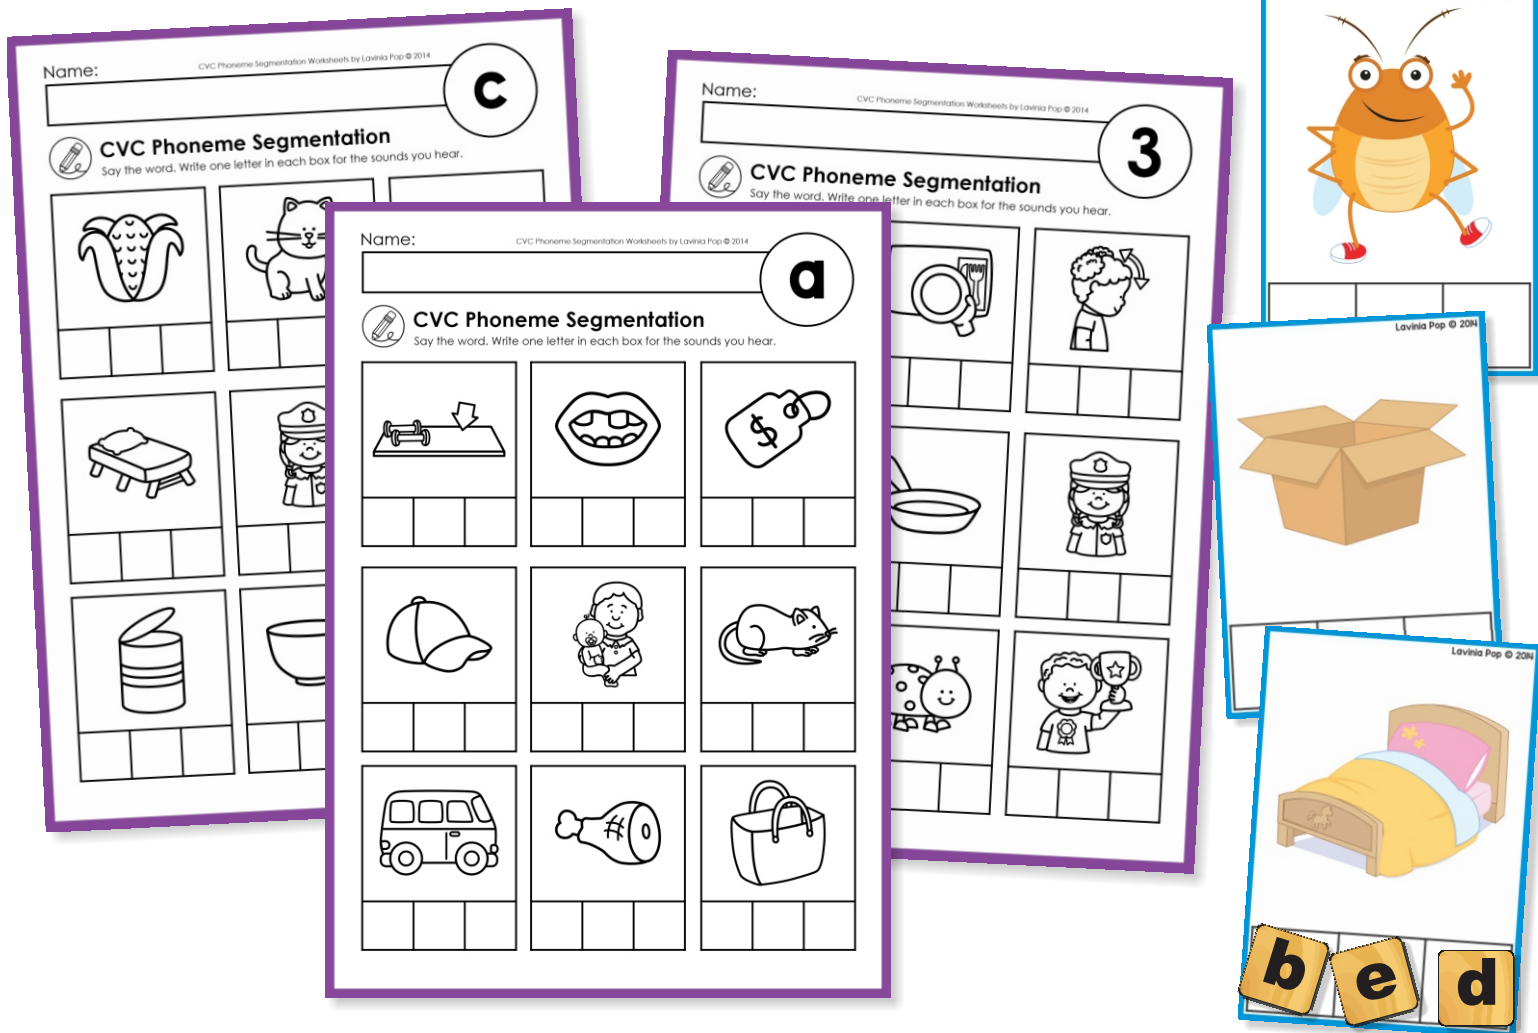 Name:
CVC Phoneme Segmentation Worksheets by Lavinia Pop © 2014
c
CVC Phoneme Segmentation
Say the word. Write one letter in each box for the sounds you hear.
Name:
CVC Phoneme Segmentation Worksheets by Lavinia Pop © 2014
a
CVC Phoneme Segmentation
Say the word. Write one letter in each box for the sounds you hear.
$
Name:
CVC Phoneme Segmentation Worksheets by Lavinia Pop © 2014
3
CVC Phoneme Segmentation
Say the word. Write one letter in each box for the sounds you hear.
Lavinia Pop © 2014
Lavinia Pop © 2014
b e d